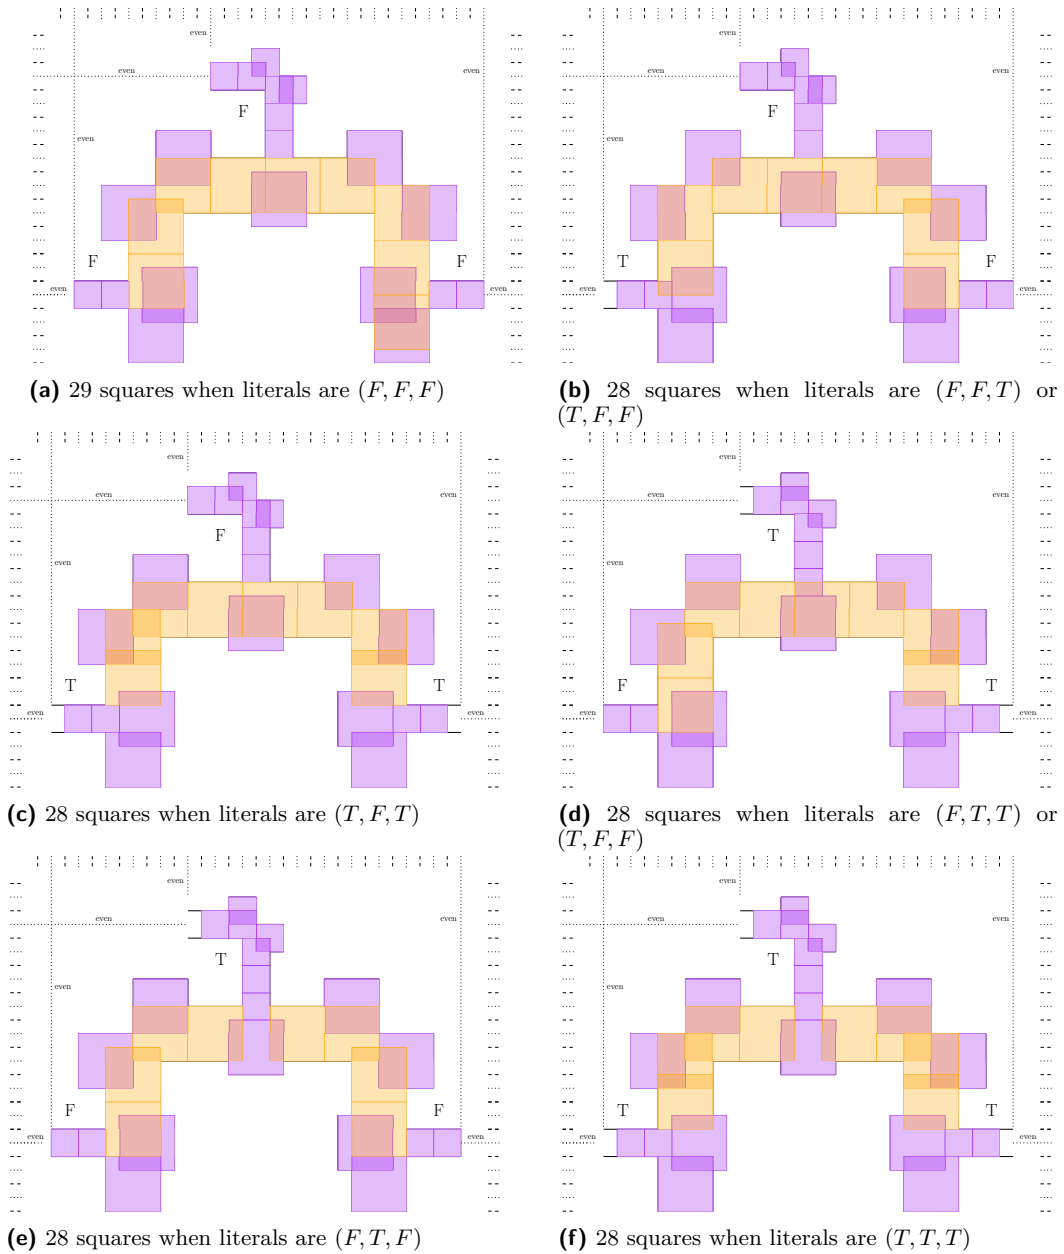 even
even
even
F
even
F
F
even
even
(a) 29 squares when literals are (F, F, F)
even
even
even
F
even
T
F
even
(b) 28 squares when literals are (F, F, T) or
(T, F, F)
even
even
even
F
even
T
T
even
even
(c) 28 squares when literals are (T, F, T)
even
even
even
T
even
F
T
even
even
(d) 28 squares when literals are (F, T, T) or
(T, F, F)
even
even
even
T
even
F
F
even
even
(e) 28 squares when literals are (F, T, F)
even
even
even
T
even
T
T
even
even
(f) 28 squares when literals are (T, T, T)